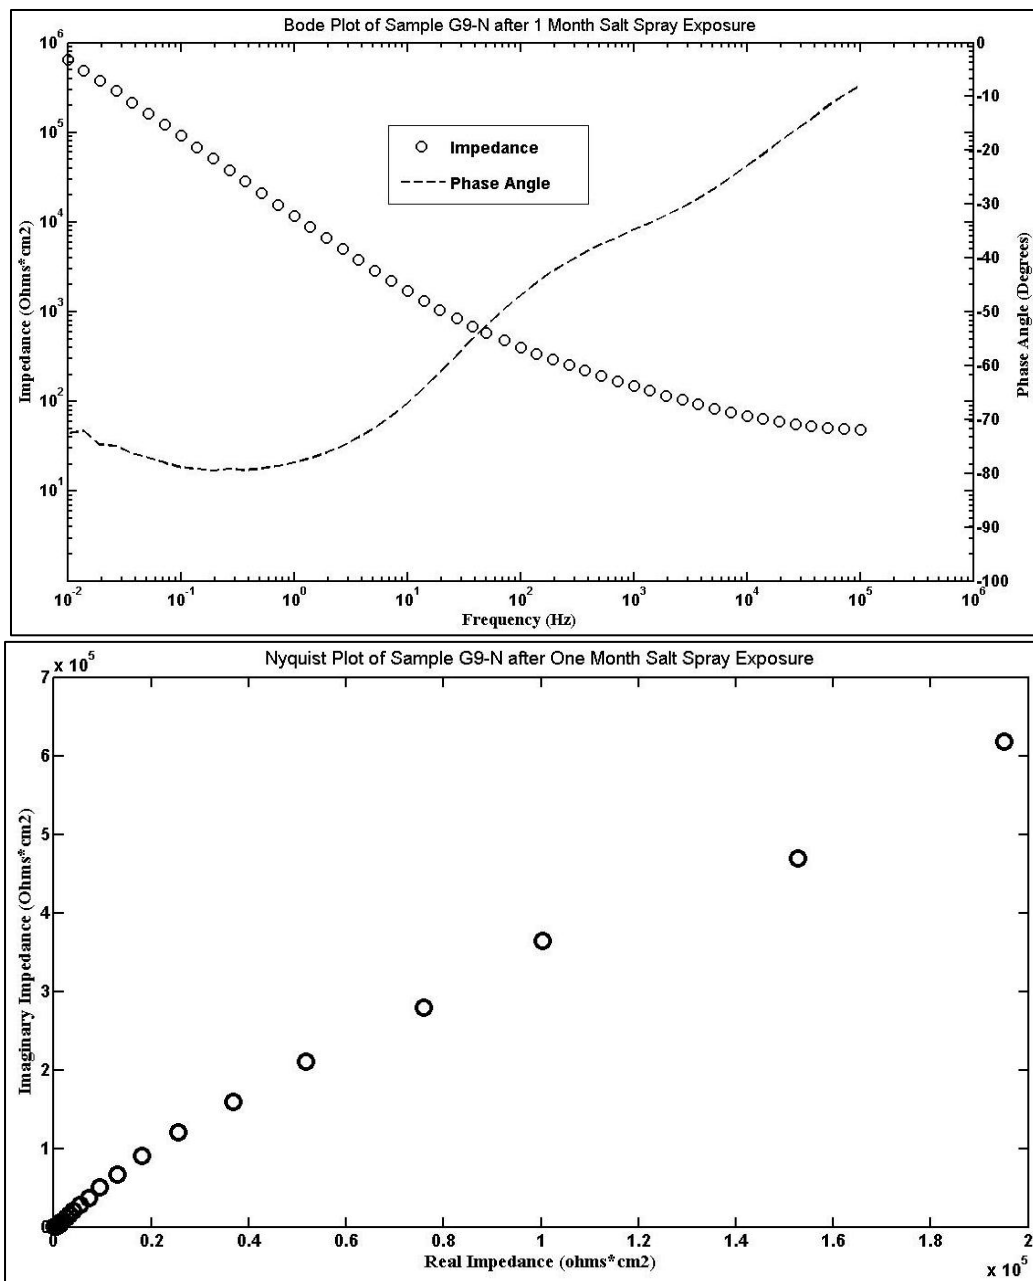 Bode Plot of Sample G9-N after 1 Month Salt Spray Exposure
10^6
10^5
10^4
10^3
10^2
10^1
Impedance (Ohms*cm2)
Impedance
Phase Angle
0
-10
-20
-30
-40
-50
-60
-70
-80
-90
-100
Phase Angle (Degrees)
10^-2 10^-1 10^0 10^1 10^2 10^3 10^4 10^5 10^6
Frequency (Hz)
Nyquist Plot of Sample G9-N after One Month Salt Spray Exposure
7 x 10^5
6
5
4
3
2
1
0
Imaginary Impedance (Ohms*cm2)
0 0.2 0.4 0.6 0.8 1 1.2 1.4 1.6 1.8 2
Real Impedance (ohms*cm2)
x 10^5